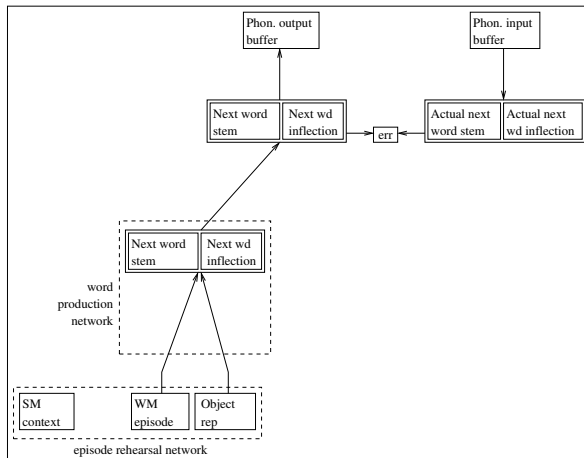 Phon. output
buffer
Phon. input
buffer
Next word
stem
Next wd
inflection
err
Actual next
word stem
Actual next
wd inflection
Next word
stem
Next wd
inflection
word
production
network
SM
context
WM
episode
Object
rep
episode rehearsal network